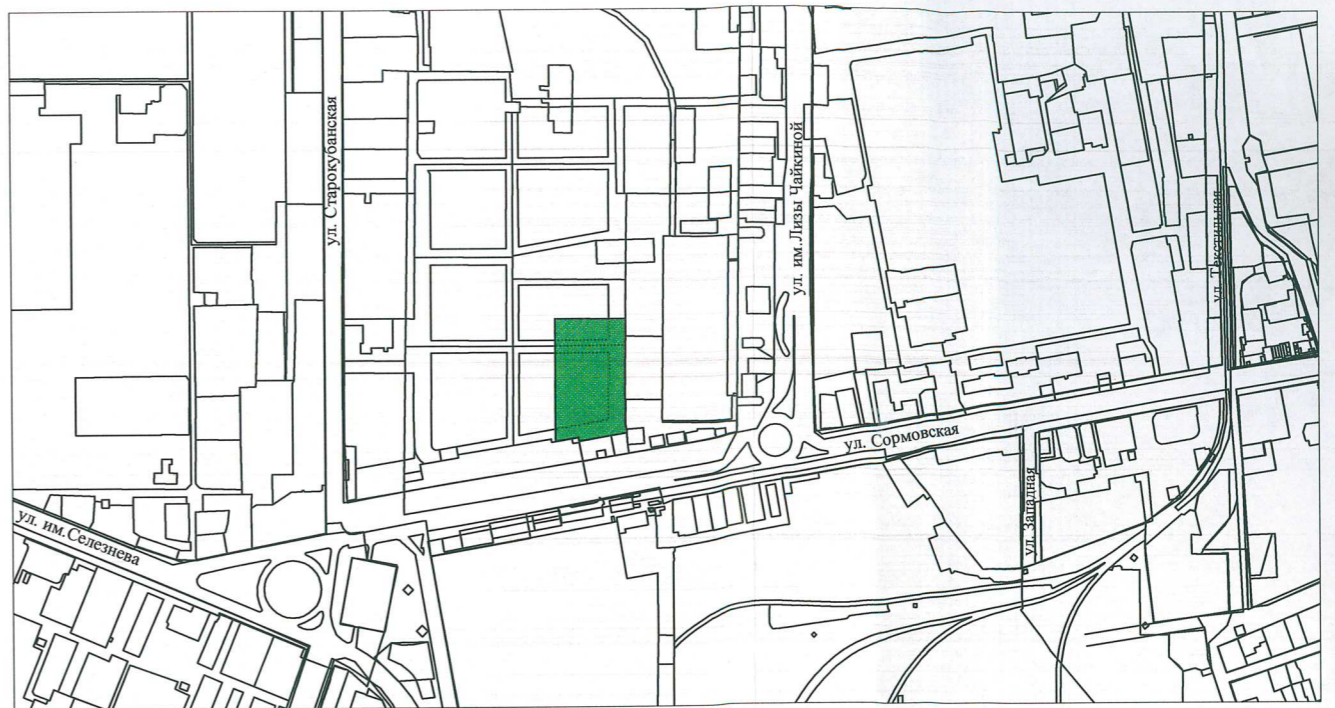 ул. Старокубанская
ул. им.Лизы Чайкиной
ул. Текстильная
ул. Сормовская
ул. Западная
ул. им.Селезнева